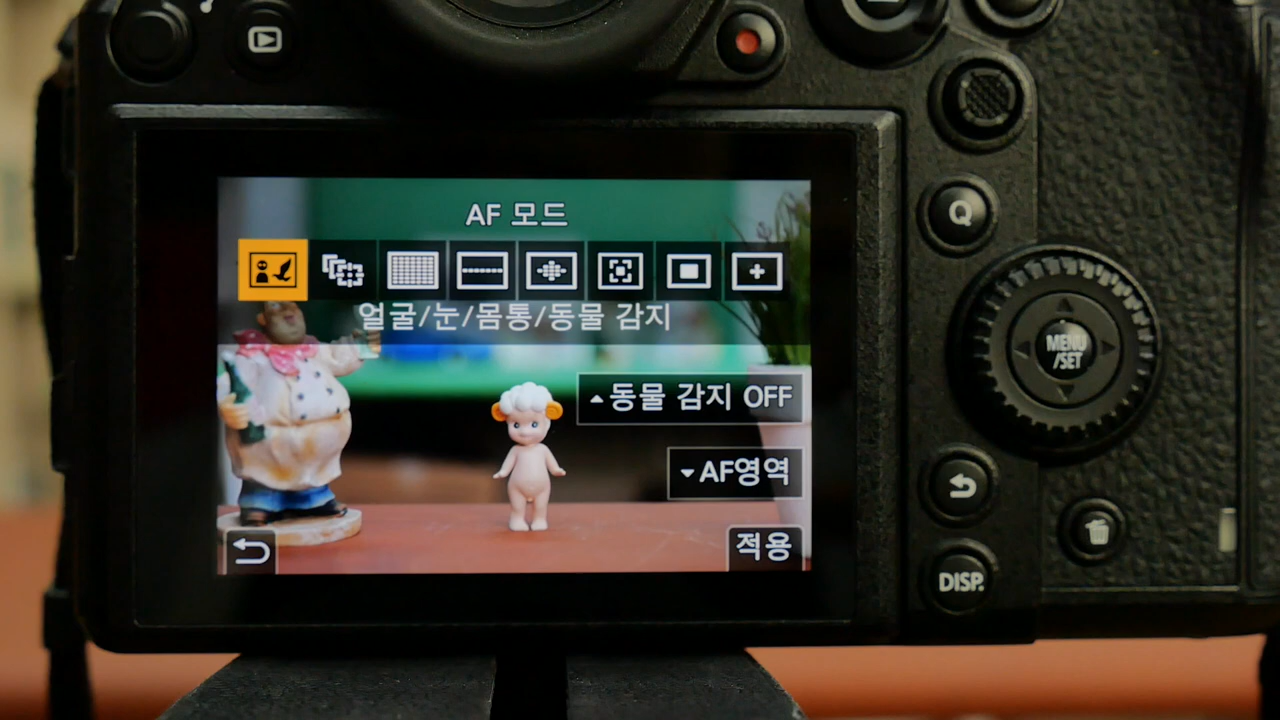 AF 모드
얼굴/눈/몸통/동물 감지
동물 감지 OFF
AF영역
적용
Q
MENU
/SET
DISP.